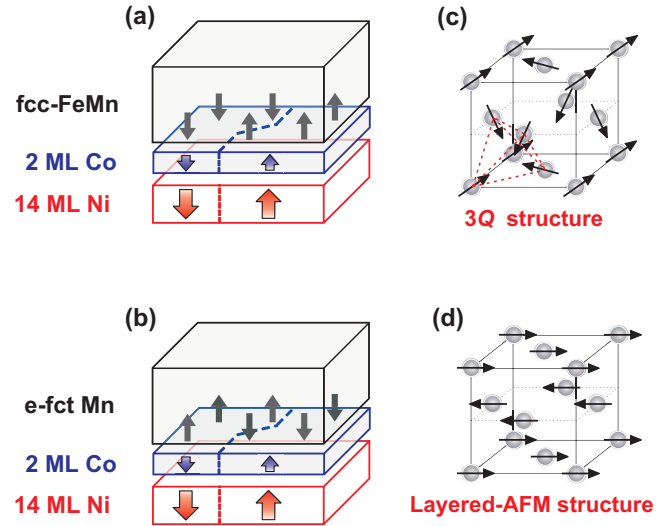 (a)
fcc-FeMn
2 ML Co
14 ML Ni
(c)
3Q structure
(b)
e-fct Mn
2 ML Co
14 ML Ni
(d)
Layered-AFM structure